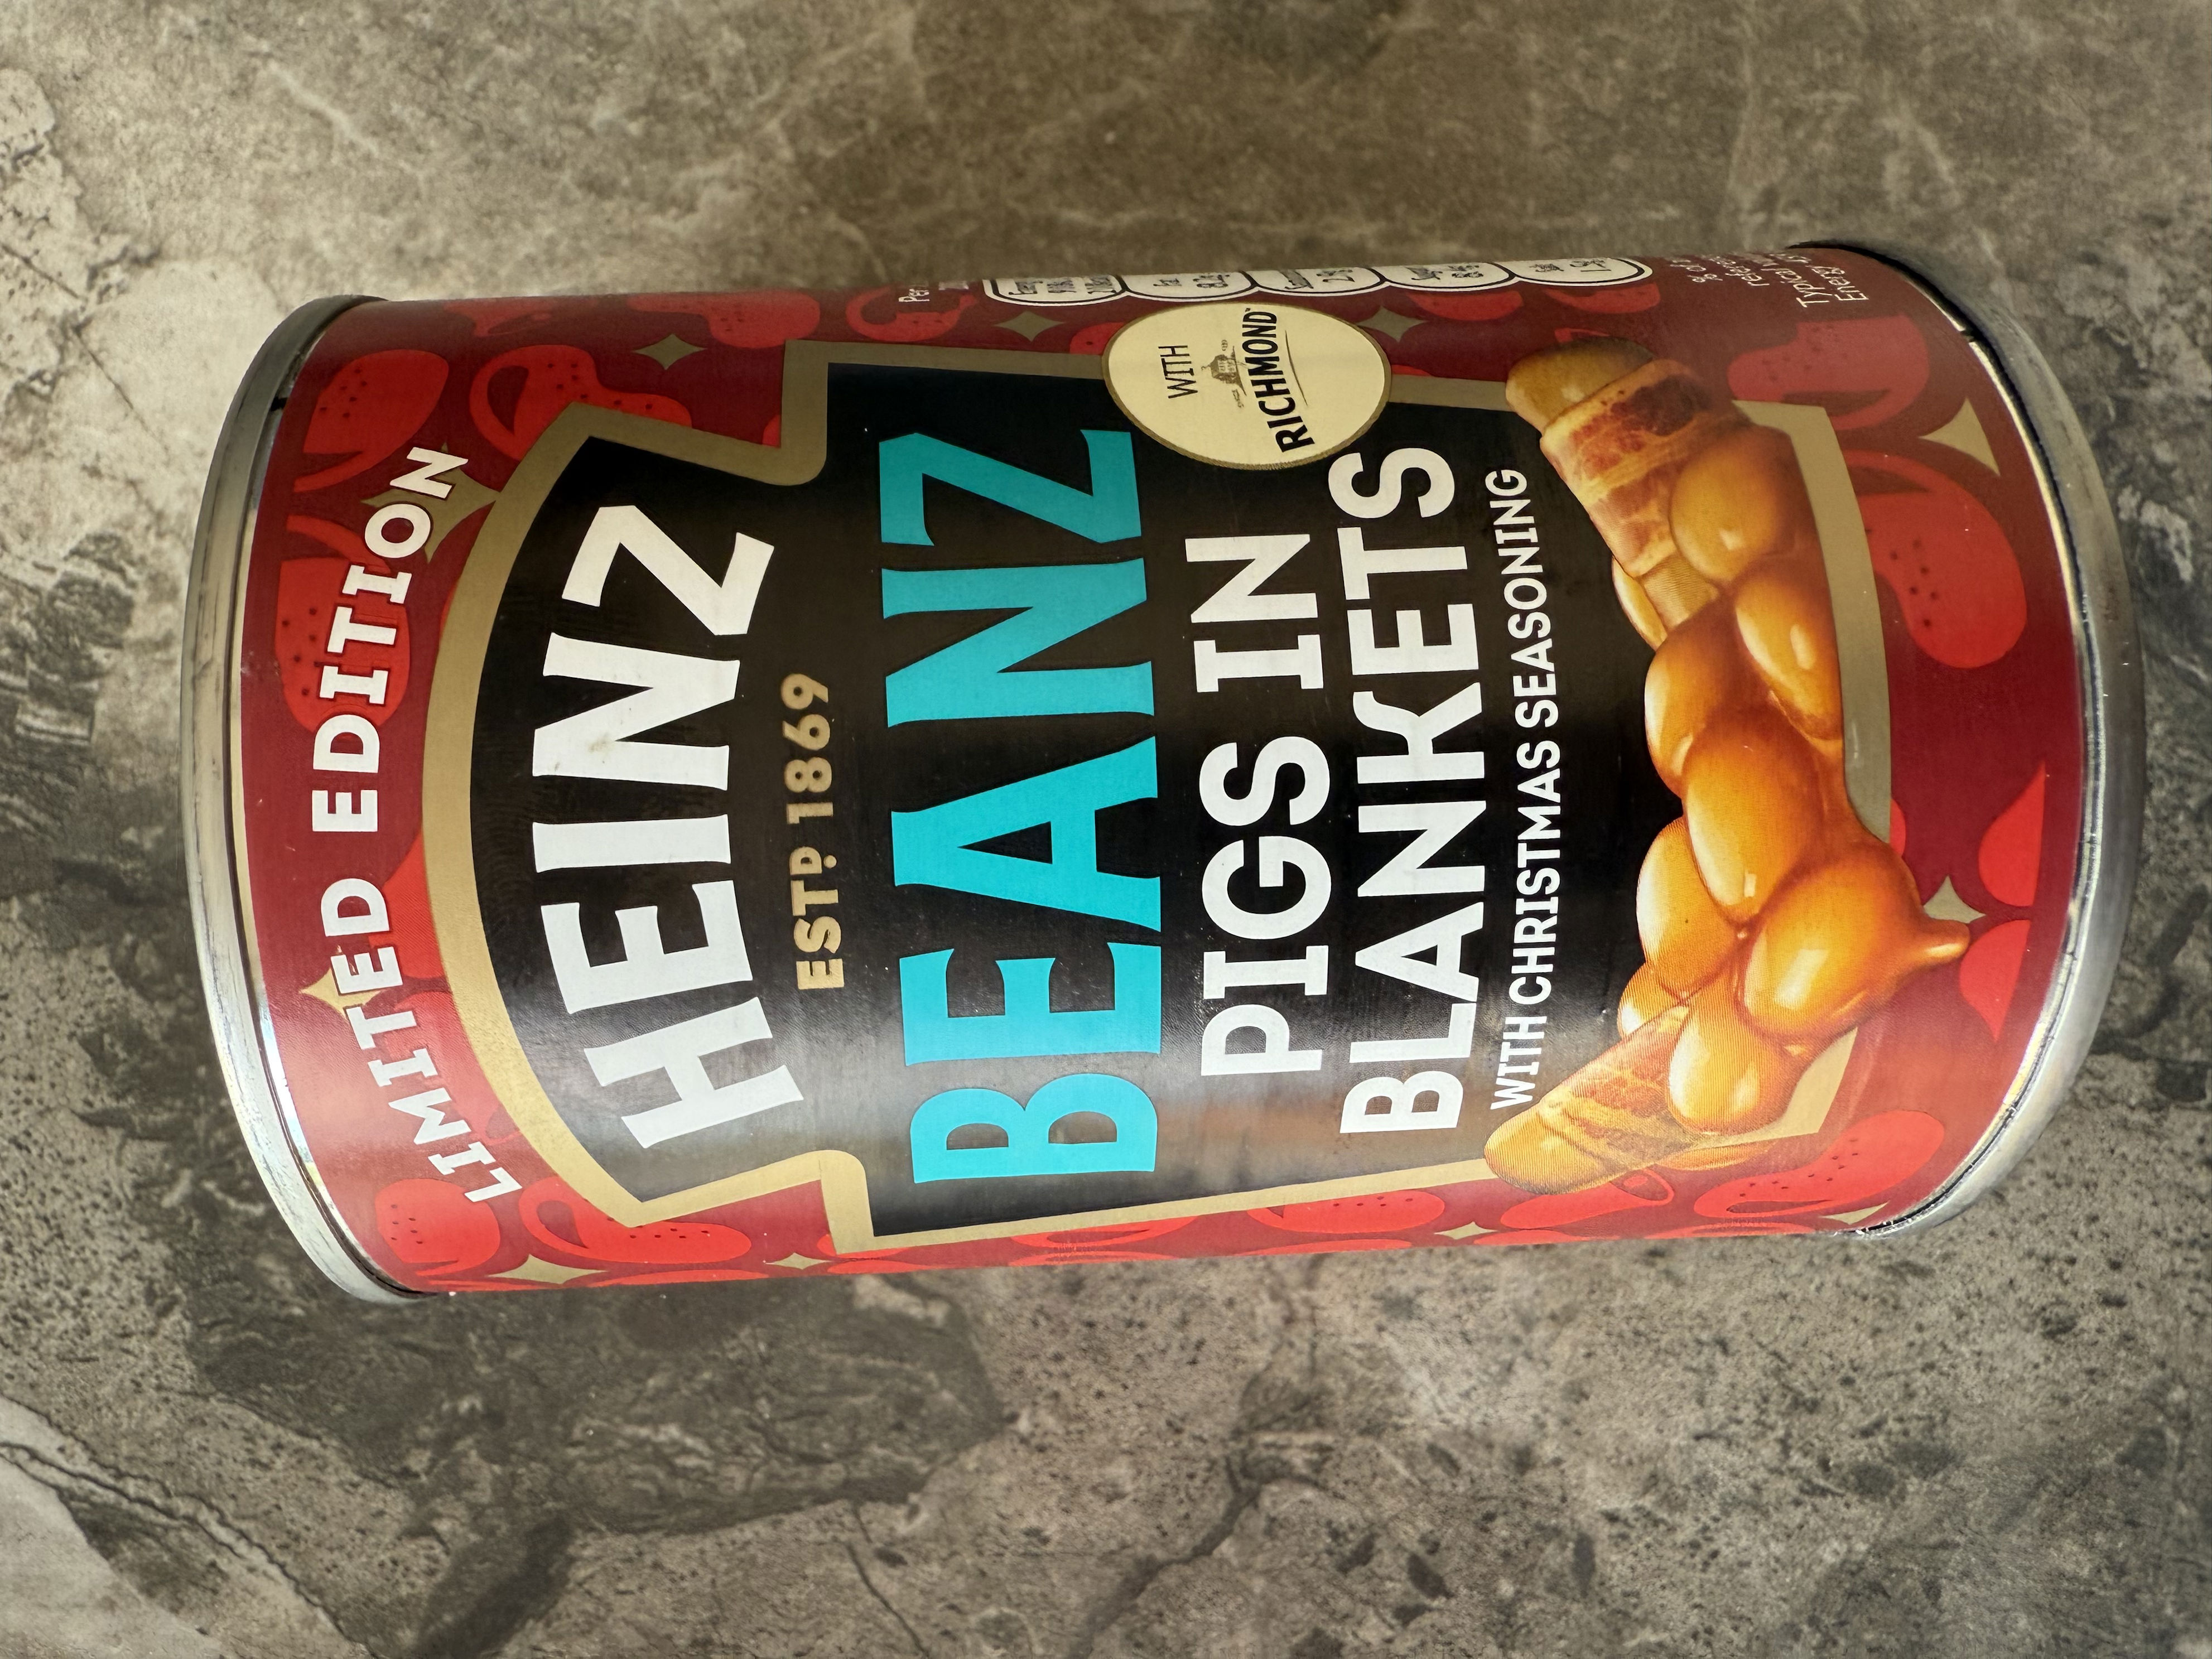 LIMITED EDITION
HEINZ
ESTD 1869
BEANZ
WITH
RICHMOND
PIGS IN
BLANKETS
WITH CHRISTMAS SEASONING